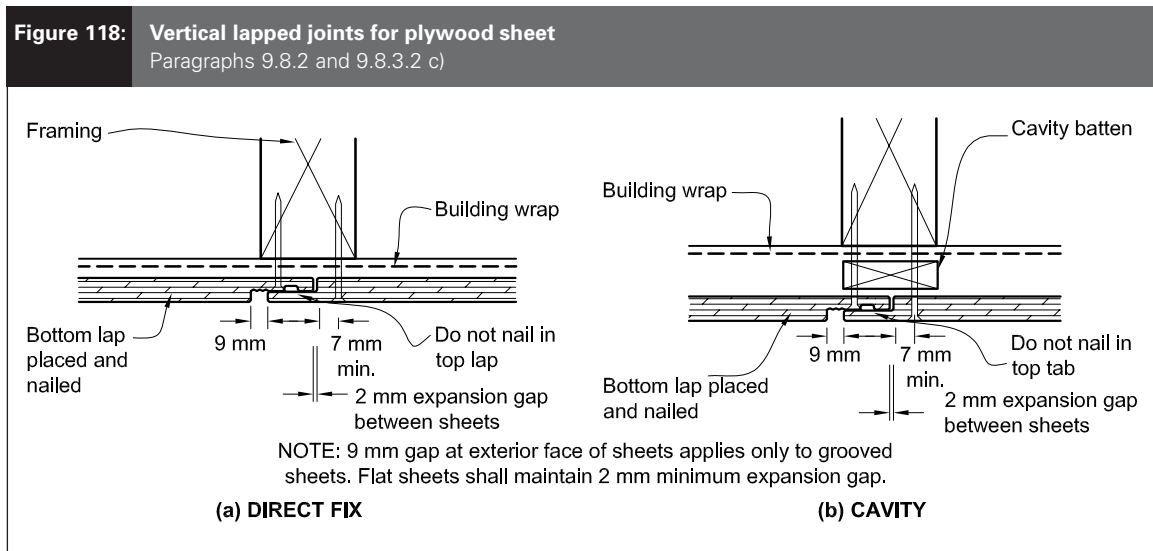 Figure 118:
Vertical lapped joints for plywood sheet
Paragraphs 9.8.2 and 9.8.3.2 c)
Framing
Building wrap
Bottom lap
placed and
nailed
9 mm
7 mm
min.
Do not nail in
top lap
2 mm expansion gap
between sheets
Cavity batten
Building wrap
9 mm
7 mm
min.
Do not nail in
top tab
Bottom lap placed
and nailed
2 mm expansion gap
between sheets
NOTE: 9 mm gap at exterior face of sheets applies only to grooved
sheets. Flat sheets shall maintain 2 mm minimum expansion gap.
(a) DIRECT FIX
(b) CAVITY